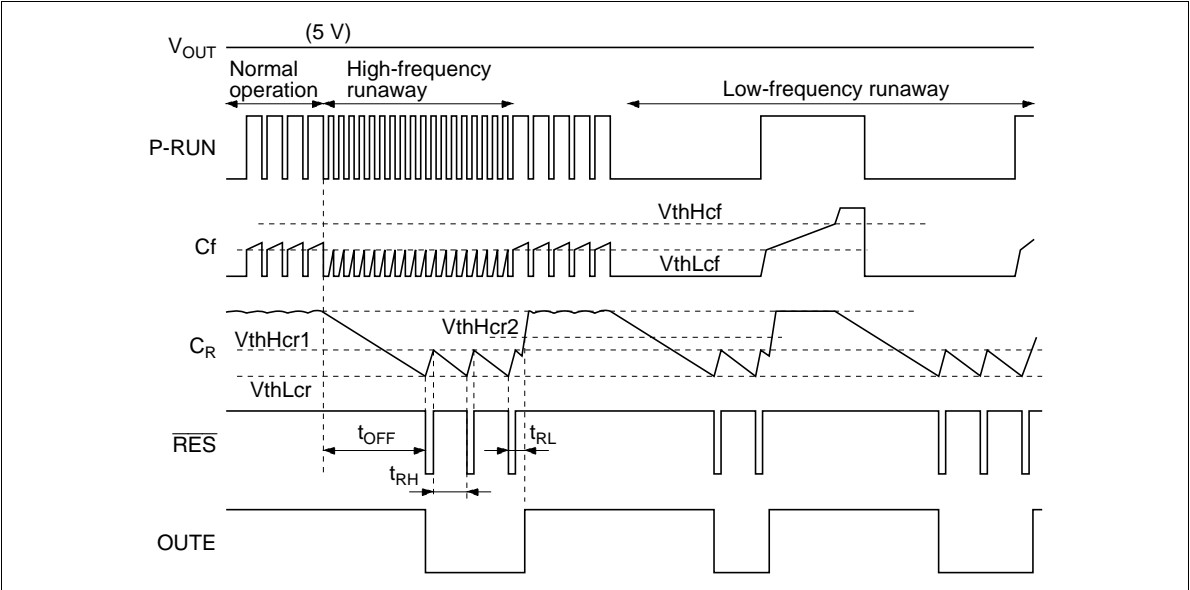 (5 V)
VOUT
Normal operation
High-frequency runaway
Low-frequency runaway
P-RUN
VthHcf
Cf
VthLcf
VthHcr1
VthHcr2
CR
VthLcr
RES
tOFF
tRL
tRH
OUTE